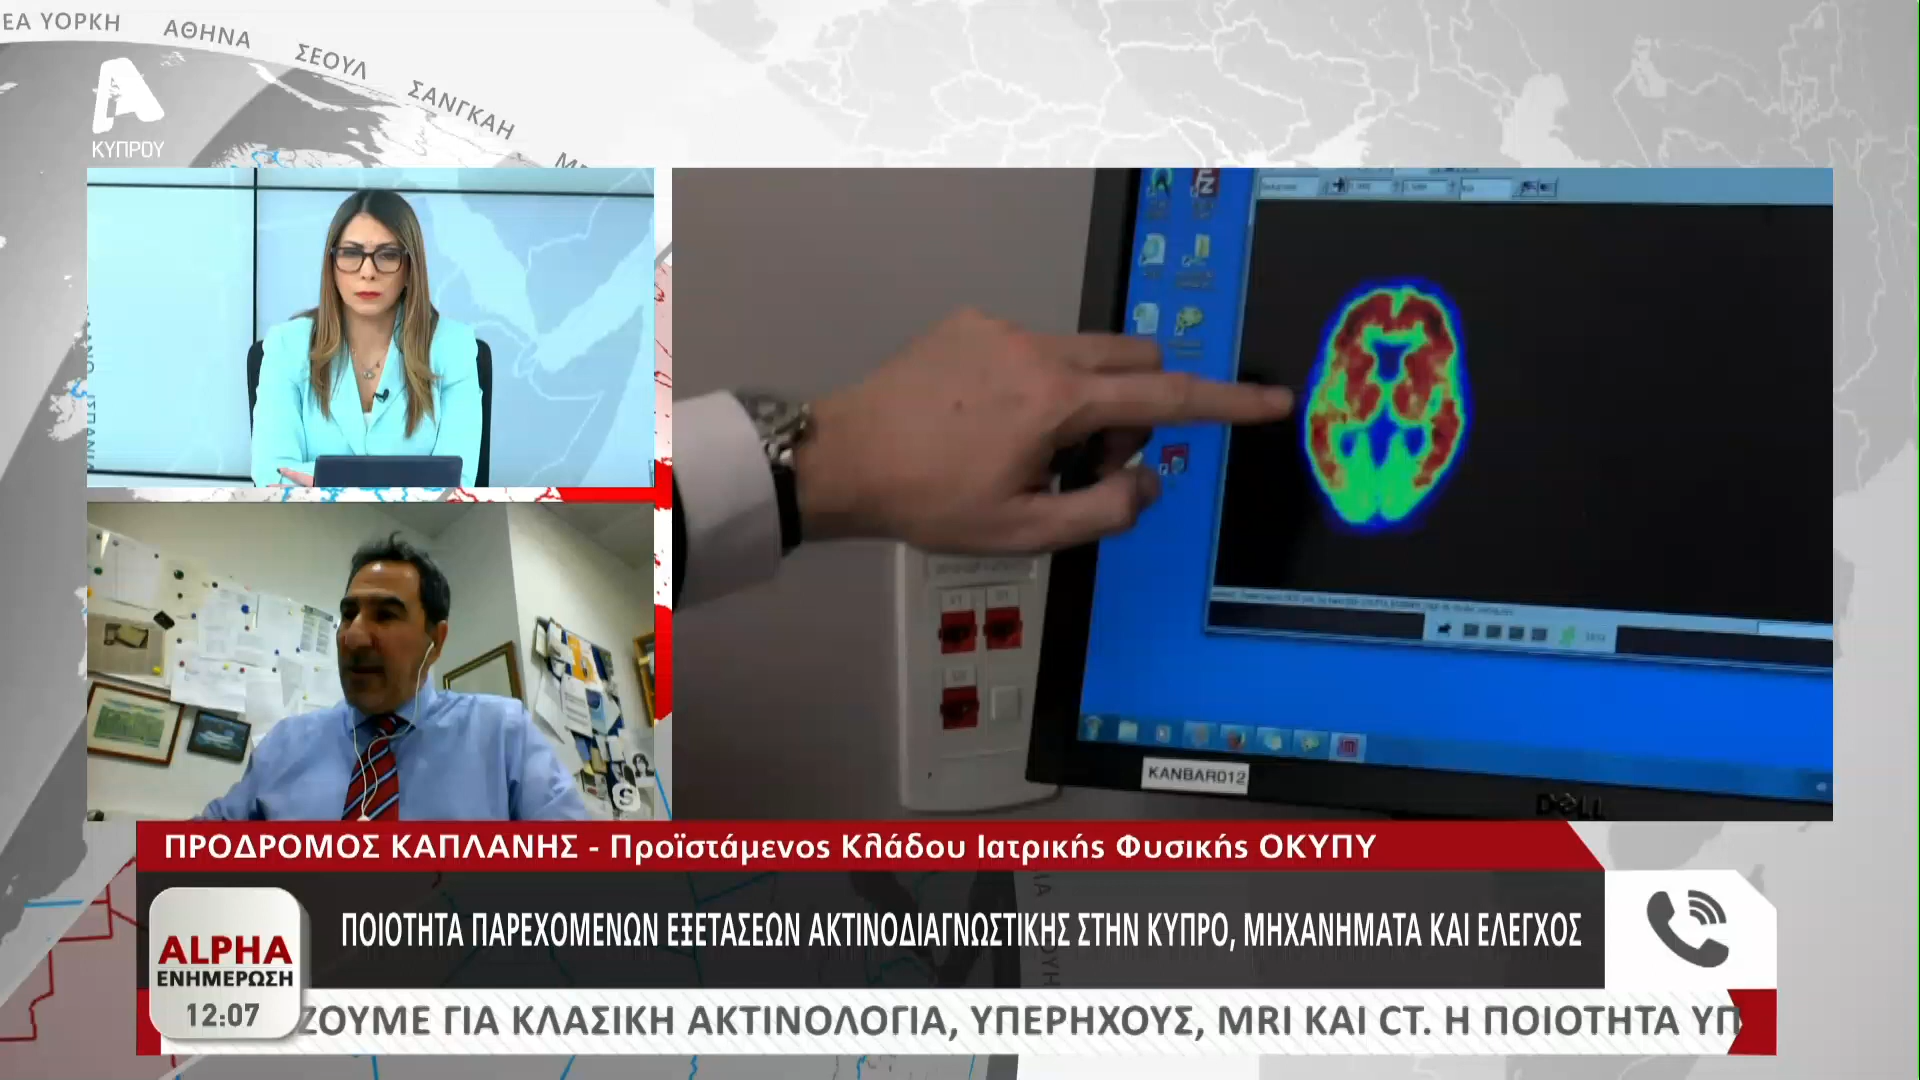 ΕΑ ΥΟΡΚΗ
ΑΘΗΝΑ
ΣΕΟΥΛ
ΣΑΝΓΚΑΗ
ΚΥΠΡΟΥ
KANBAR012
DELL
ΠΡΟΔΡΟΜΟΣ ΚΑΠΛΑΝΗΣ - Προϊστάμενος Κλάδου Ιατρικής Φυσικής ΟΚΥΠΥ
ΠΟΙΟΤΗΤΑ ΠΑΡΕΧΟΜΕΝΩΝ ΕΞΕΤΑΣΕΩΝ ΑΚΤΙΝΟΔΙΑΓΝΩΣΤΙΚΗΣ ΣΤΗΝ ΚΥΠΡΟ, ΜΗΧΑΝΗΜΑΤΑ ΚΑΙ ΕΛΕΓΧΟΣ
ALPHA
ΕΝΗΜΕΡΩΣΗ
12:07
ΖΟΥΜΕ ΓΙΑ ΚΛΑΣΙΚΗ ΑΚΤΙΝΟΛΟΓΙΑ, ΥΠΕΡΗΧΟΥΣ, MRI ΚΑΙ CT. Η ΠΟΙΟΤΗΤΑ ΥΠ